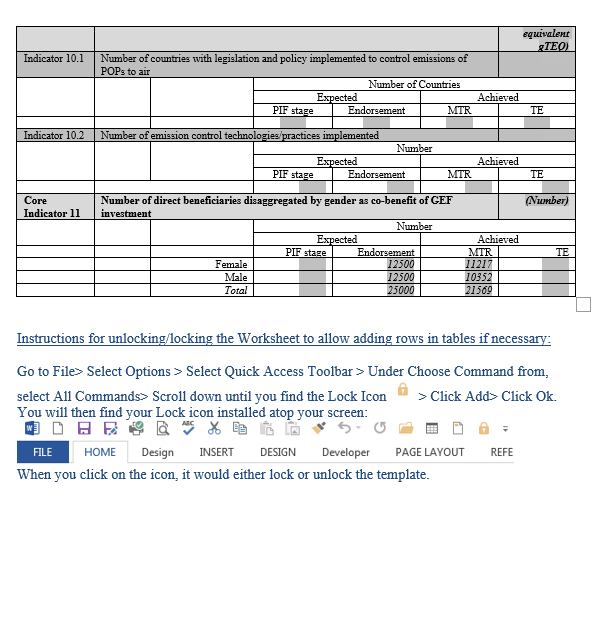 equivalent
gTEQ)
Indicator 10.1 Number of countries with legislation and policy implemented to control emissions of
POPs to air
Number of Countries
Expected Achieved
PIF stage Endorsement MTR TE
Indicator 10.2 Number of emission control technologies/practices implemented
Number
Expected Achieved
PIF stage Endorsement MTR TE
Core Number of direct beneficiaries disaggregated by gender as co-benefit of GEF (Number)
Indicator 11 investment
Number
Expected Achieved
PIF stage Endorsement MTR TE
Female 12500 11217
Male 12500 10352
Total 25000 21569
Instructions for unlocking/locking the Worksheet to allow adding rows in tables if necessary:
Go to File> Select Options > Select Quick Access Toolbar > Under Choose Command from,
select All Commands> Scroll down until you find the Lock Icon > Click Add> Click Ok.
You will then find your Lock icon installed atop your screen:
ABC
FILE HOME Design INSERT DESIGN Developer PAGE LAYOUT REFE
When you click on the icon, it would either lock or unlock the template.